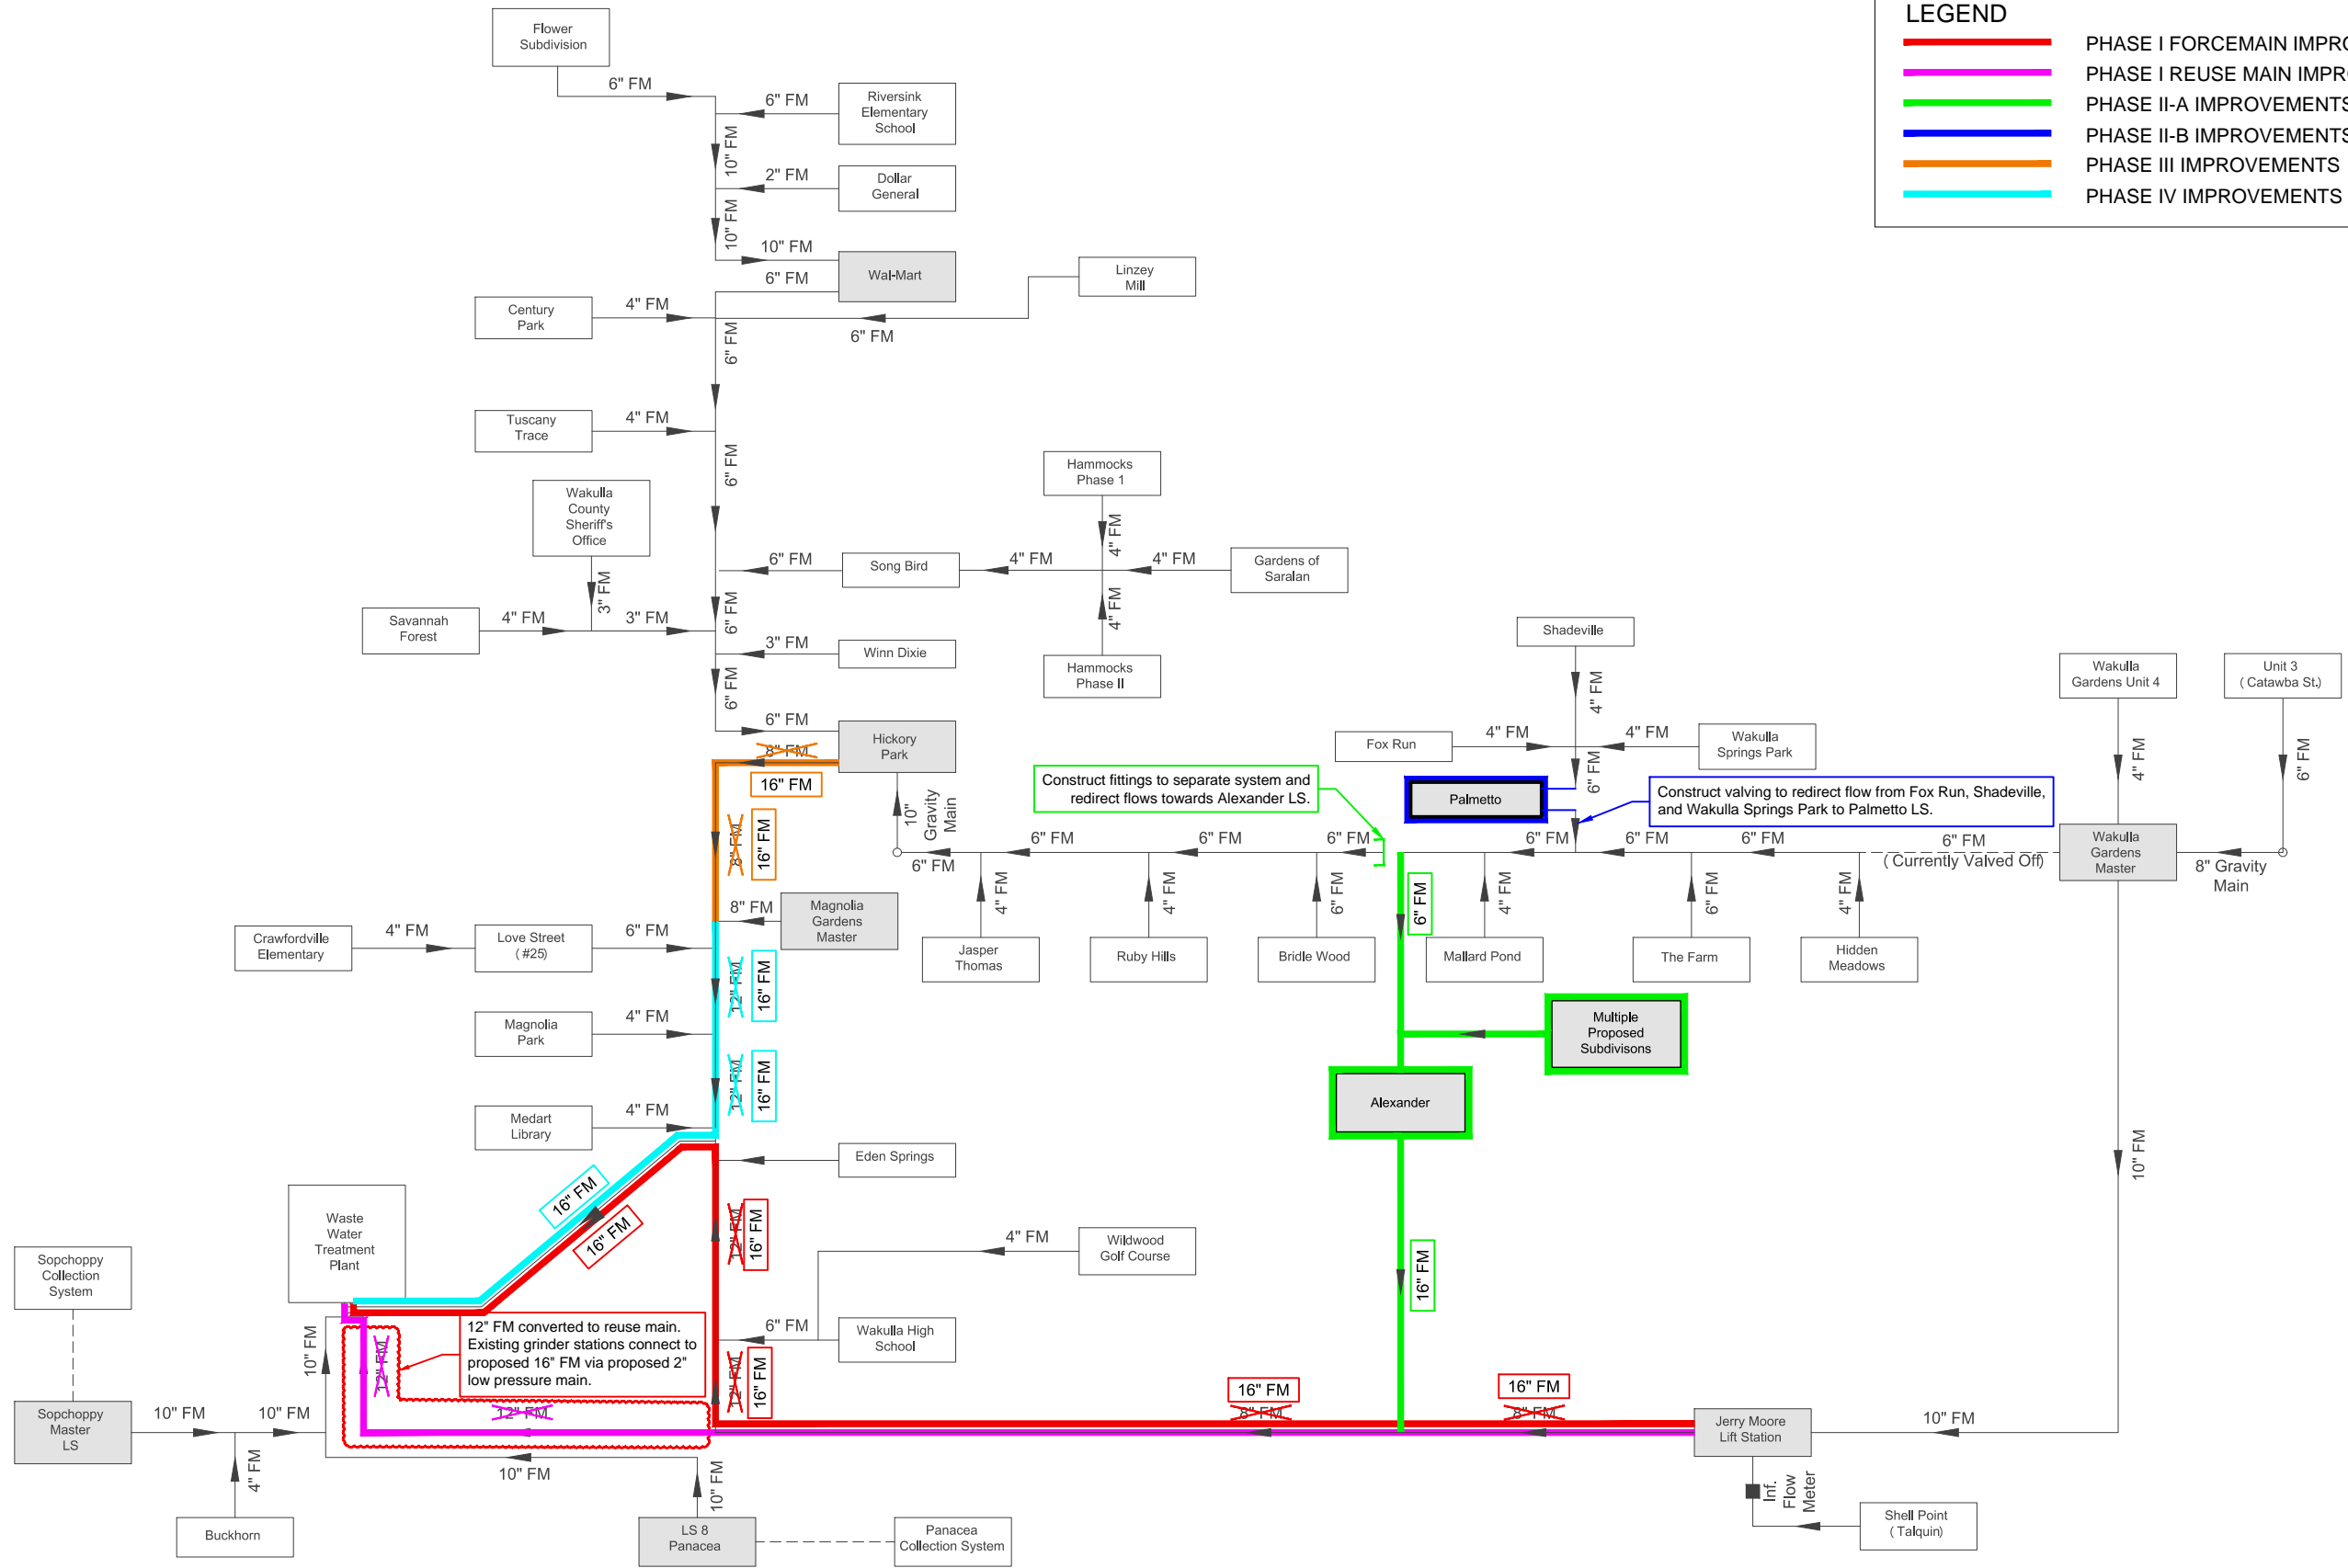 LEGEND
PHASE I FORCEMAIN IMPRO
PHASE I REUSE MAIN IMPR
PHASE II-A IMPROVEMENTS
PHASE II-B IMPROVEMENTS
PHASE III IMPROVEMENTS
PHASE IV IMPROVEMENTS
Flower
Subdivision
6" FM
6" FM
Riversink
Elementary
School
10" FM
2" FM
Dollar
General
10" FM
10" FM
Wal-Mart
6" FM
Linzey
Mill
Century
Park
4" FM
6" FM
6" FM
Tuscany
Trace
4" FM
6" FM
Hammocks
Phase 1
4" FM
Wakulla
County
Sheriff's
Office
3" FM
6" FM
Song Bird
4" FM
4" FM
Gardens of
Saralan
4" FM
Hammocks
Phase II
Savannah
Forest
4" FM
3" FM
6" FM
3" FM
Winn Dixie
6" FM
6" FM
Hickory
Park
8" FM
16" FM
8" FM
16" FM
10"
Gravity
Main
Shadeville
4" FM
Fox Run
4" FM
4" FM
Wakulla
Springs Park
6" FM
Wakulla
Gardens Unit 4
4" FM
Unit 3
( Catawba St.)
6" FM
Construct fittings to separate system and
redirect flows towards Alexander LS.
Palmetto
Construct valving to redirect flow from Fox Run, Shadeville,
and Wakulla Springs Park to Palmetto LS.
6" FM
6" FM
6" FM
6" FM
6" FM
6" FM
6" FM
6" FM
( Currently Valved Off)
Wakulla
Gardens
Master
8" Gravity
Main
4" FM
4" FM
6" FM
6" FM
4" FM
6" FM
4" FM
Jasper
Thomas
Ruby Hills
Bridle Wood
Mallard Pond
The Farm
Hidden
Meadows
8" FM
Magnolia
Gardens
Master
Crawfordville
Elementary
4" FM
Love Street
( #25)
6" FM
12" FM
16" FM
Magnolia
Park
4" FM
12" FM
16" FM
Multiple
Proposed
Subdivisons
Alexander
Medart
Library
4" FM
Eden Springs
10" FM
16" FM
16" FM
12" FM
16" FM
Waste
Water
Treatment
Plant
4" FM
Wildwood
Golf Course
16" FM
Sopchoppy
Collection
System
12" FM converted to reuse main.
Existing grinder stations connect to
proposed 16" FM via proposed 2"
low pressure main.
6" FM
Wakulla High
School
10" FM
12" FM
12" FM
16" FM
16" FM
8" FM
16" FM
8" FM
Sopchoppy
Master
LS
10" FM
10" FM
12" FM
Jerry Moore
Lift Station
10" FM
4" FM
10" FM
10" FM
Inf.
Flow
Meter
Buckhorn
LS 8
Panacea
Panacea
Collection System
Shell Point
( Talquin)